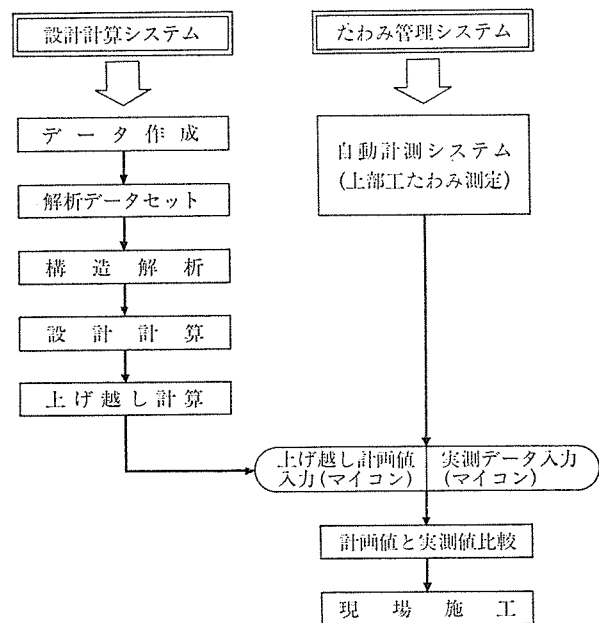 設計計算システム
データ作成
解析データセット
構造解析
設計計算
上げ越し計算
たわみ管理システム
自動計測システム
(上部工たわみ測定)
上げ越し計画値
入力(マイコン)
実測データ入力
(マイコン)
計画値と実測値比較
現場施工